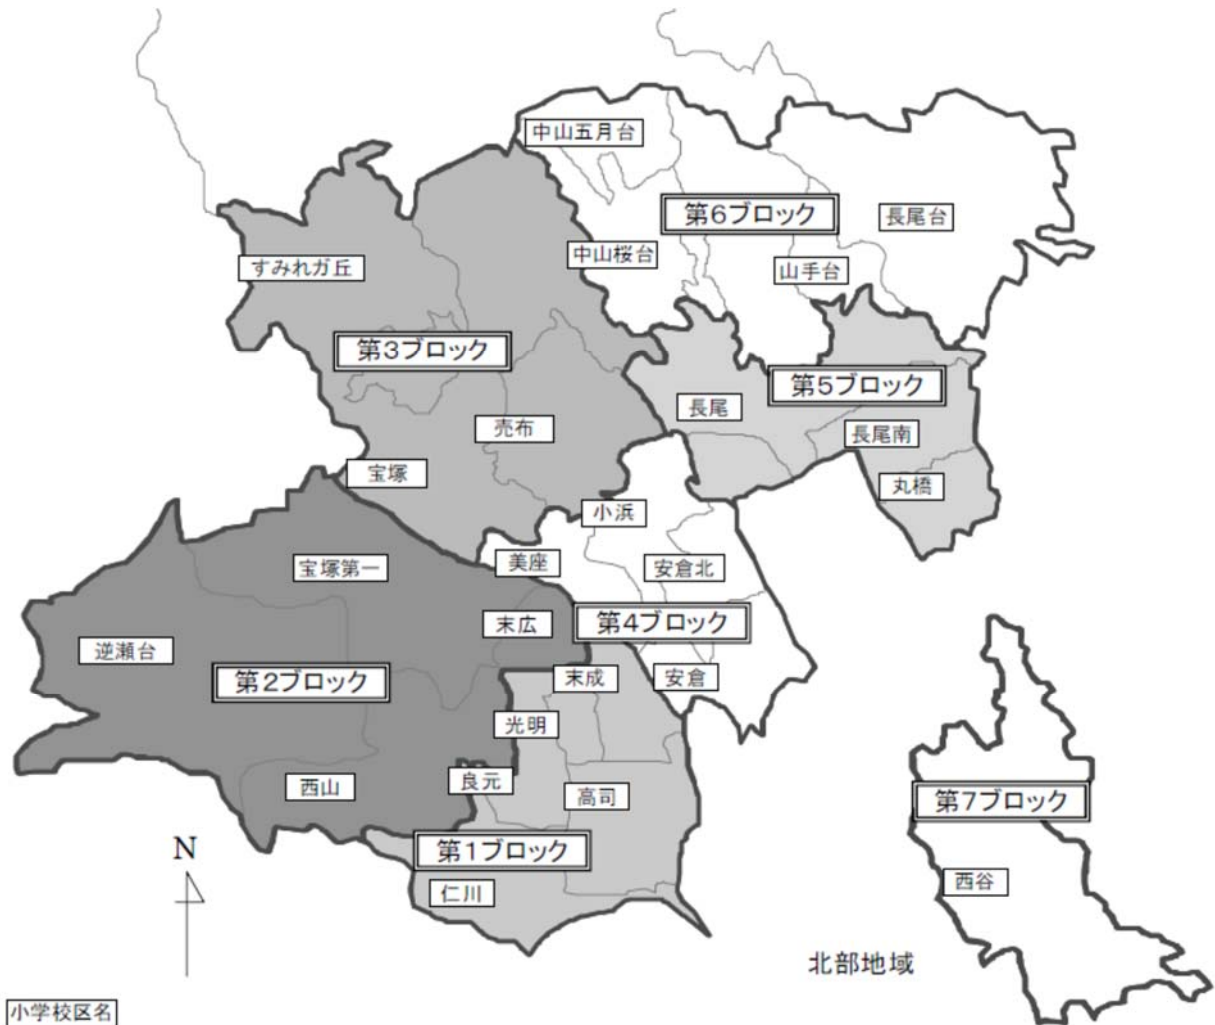 中山五月台
第6ブロック
長尾台
中山桜台
山手台
すみれガ丘
第3ブロック
第5ブロック
長尾
売布
長尾南
宝塚
丸橋
小浜
美座
宝塚第一
安倉北
末広
第4ブロック
逆瀬台
第2ブロック
末成
安倉
光明
西山
良元
高司
第7ブロック
N
第1ブロック
仁川
西谷
北部地域
小学校区名